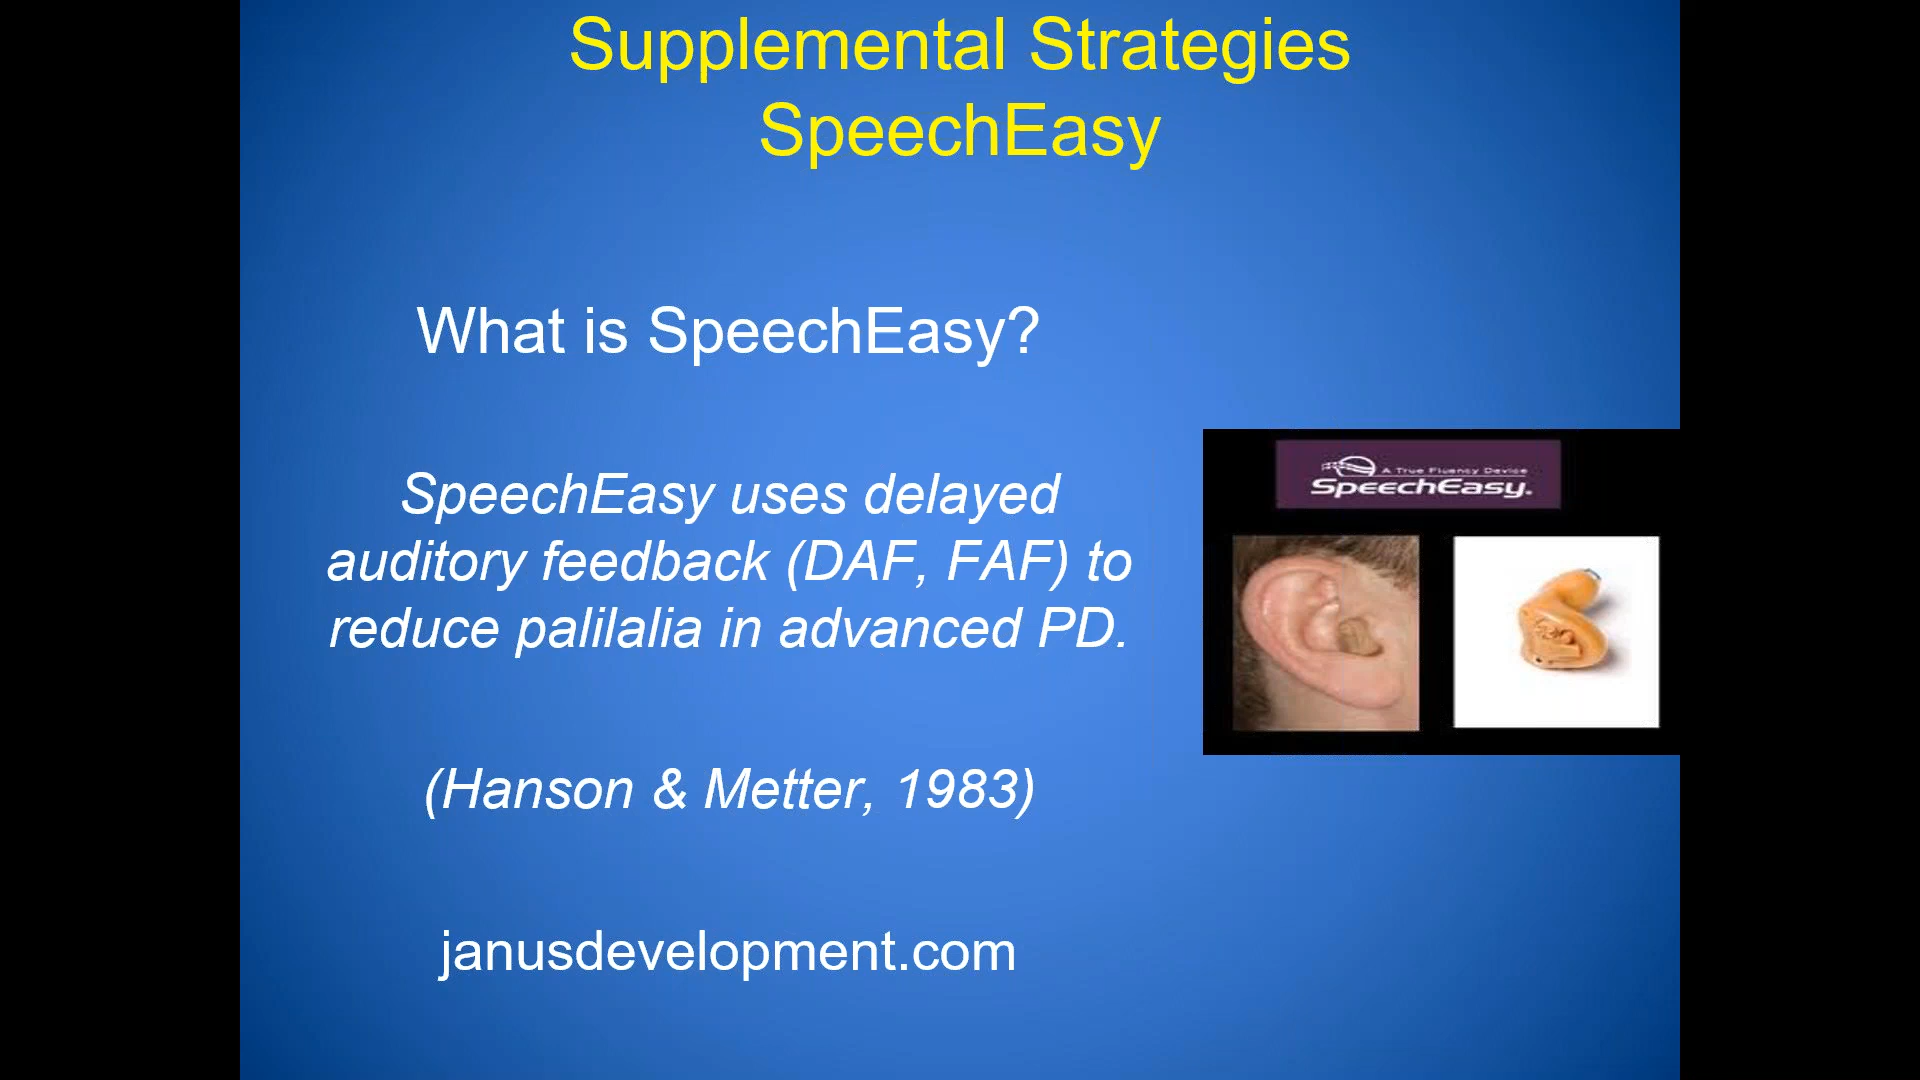 Supplemental Strategies
SpeechEasy
What is SpeechEasy?
SpeechEasy uses delayed
auditory feedback (DAF, FAF) to
reduce palilalia in advanced PD.
(Hanson & Metter, 1983)
janusdevelopment.com
A True Fluency Device
SpeechEasy.